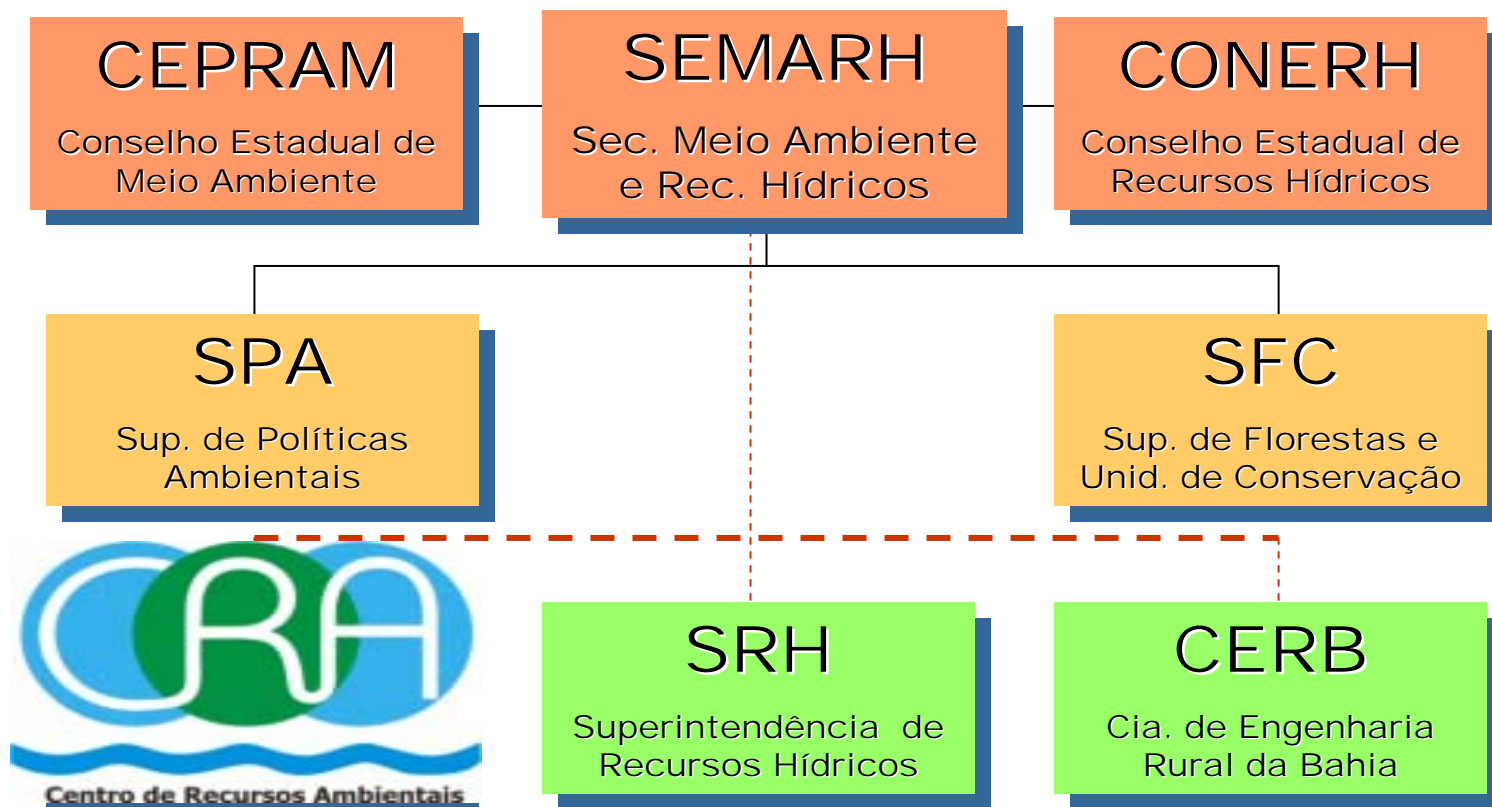 CEPRAM
Conselho Estadual de
Meio Ambiente
SEMARH
Sec. Meio Ambiente
e Rec. Hídricos
CONERH
Conselho Estadual de
Recursos Hídricos
SPA
Sup. de Políticas
Ambientais
SFC
Sup. de Florestas e
Unid. de Conservação
CRA
Centro de Recursos Ambientais
SRH
Superintendência de
Recursos Hídricos
CERB
Cia. de Engenharia
Rural da Bahia